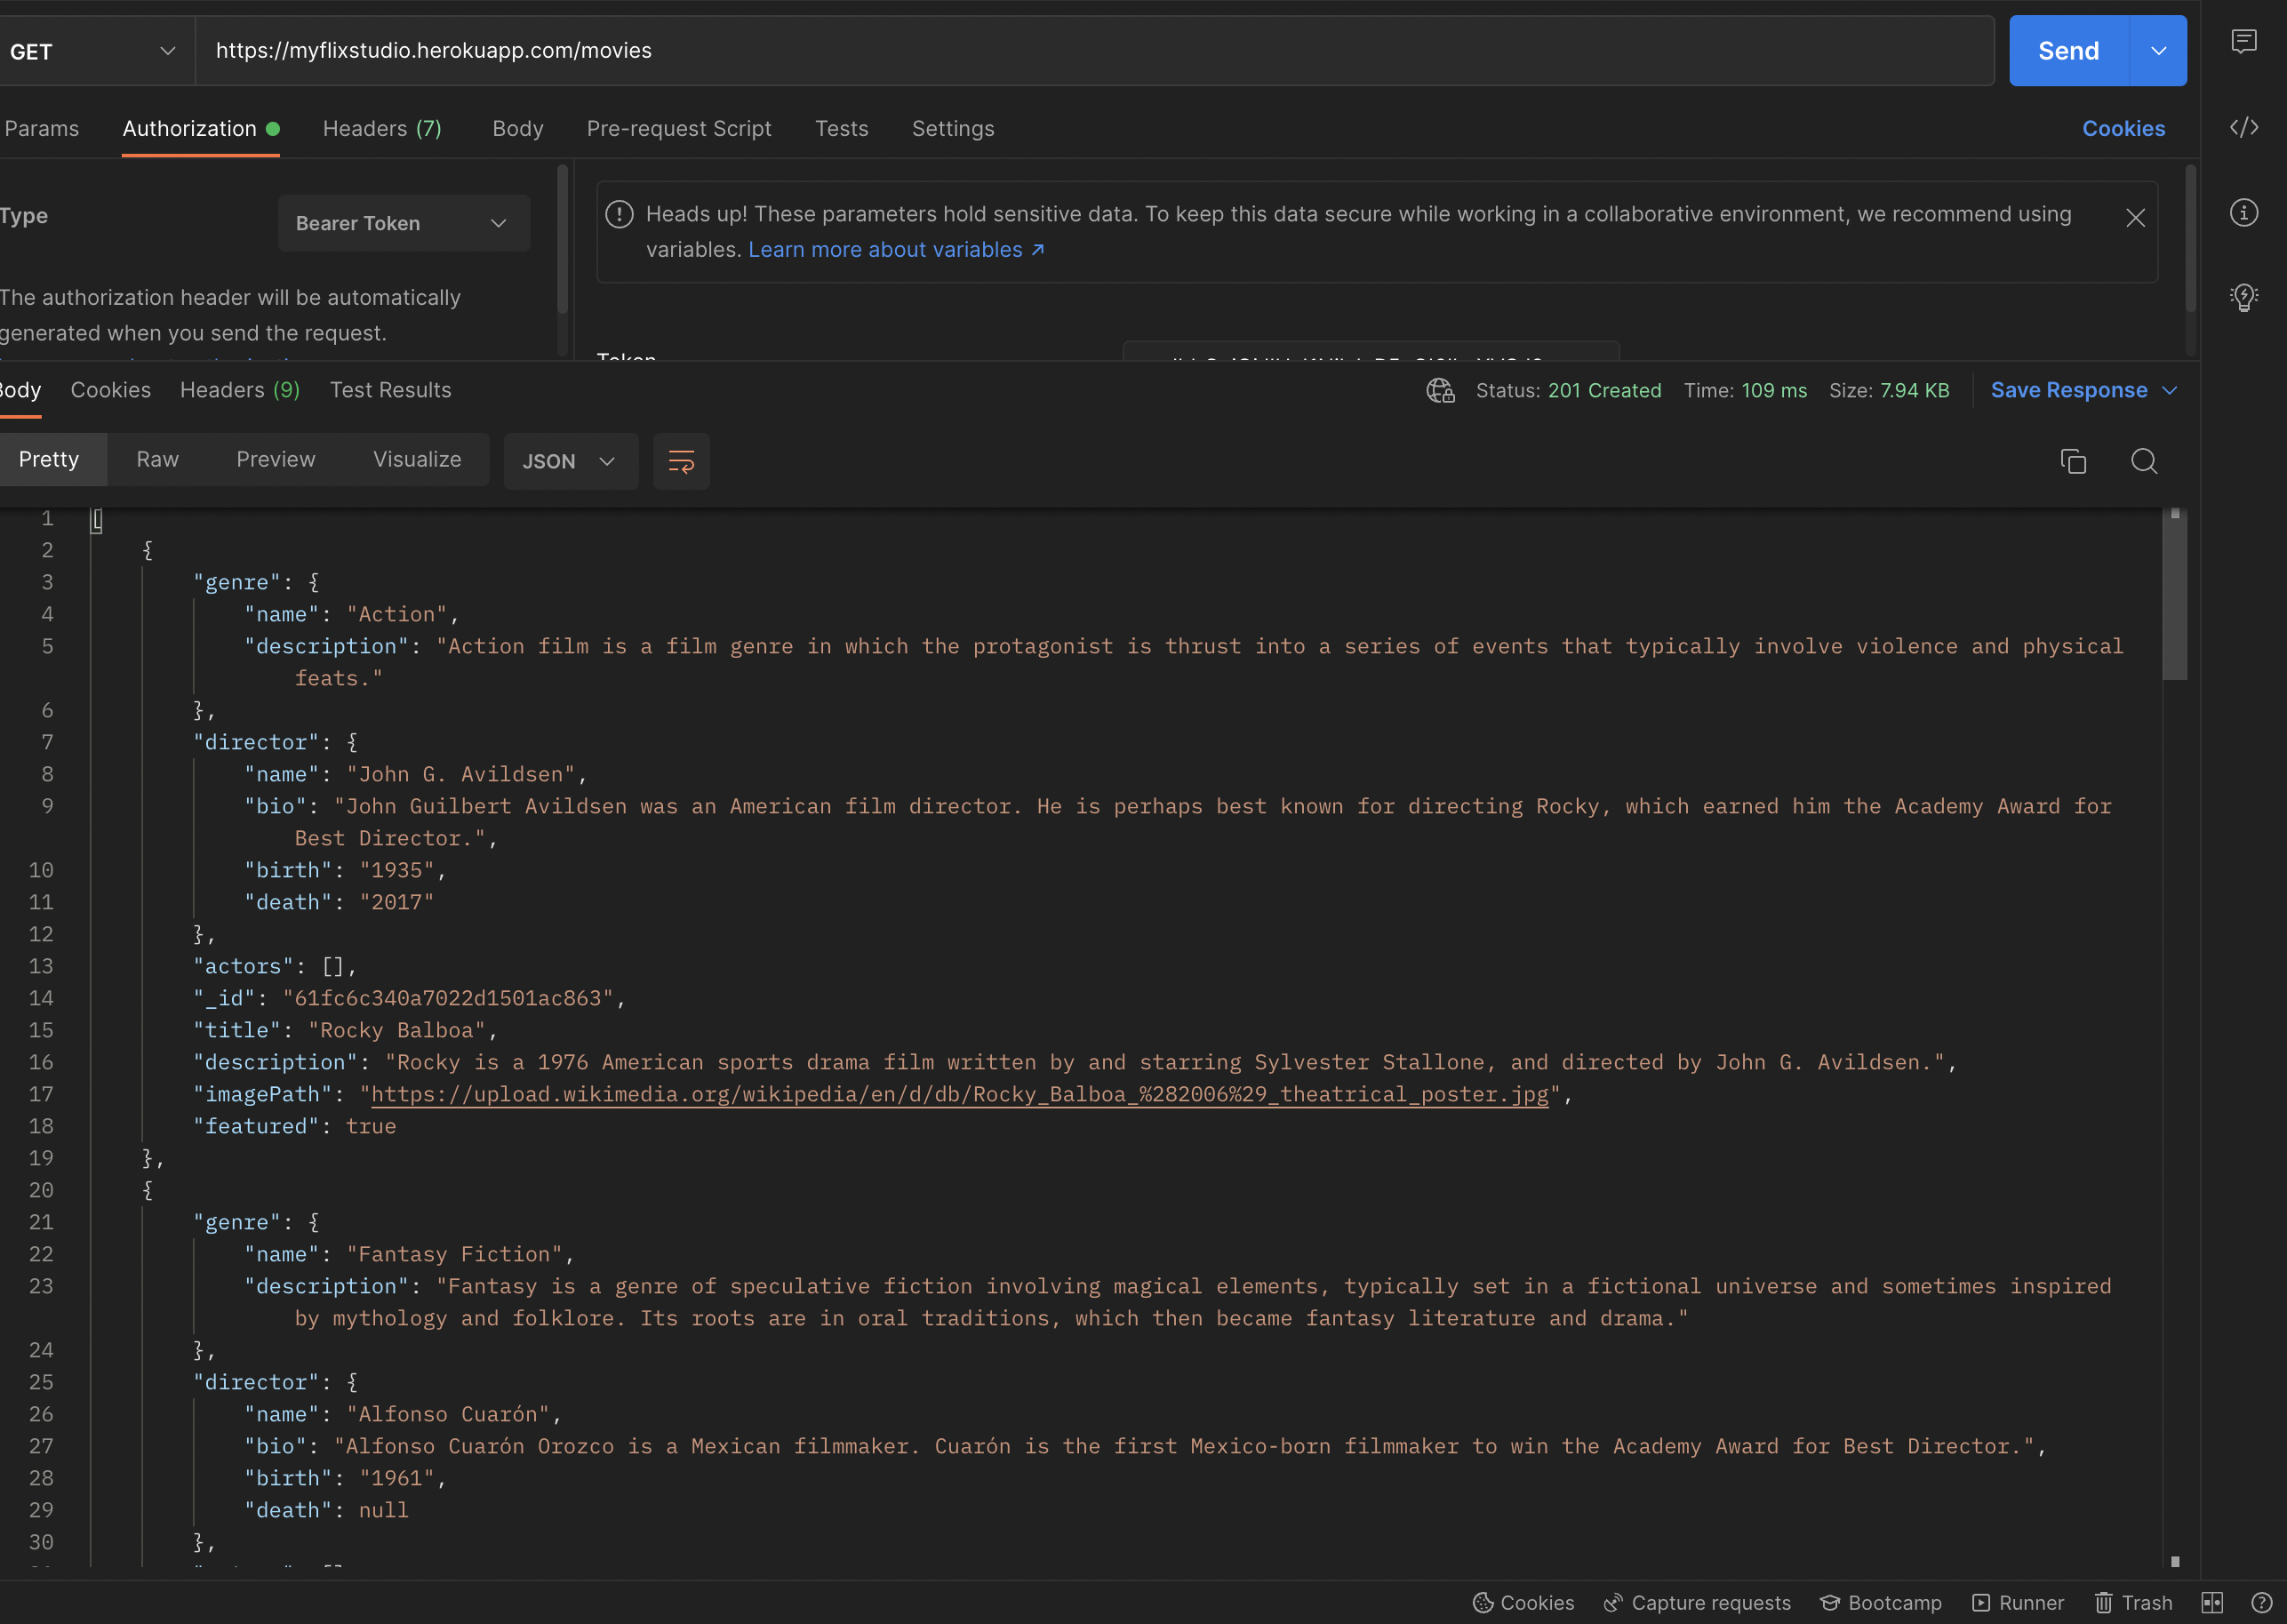 GET
https://myflixstudio.herokuapp.com/movies
Send
Params Authorization Headers (7) Body Pre-request Script Tests Settings Cookies
Type Bearer Token
The authorization header will be automatically
generated when you send the request.
Heads up! These parameters hold sensitive data. To keep this data secure while working in a collaborative environment, we recommend using
variables. Learn more about variables ↗
Token
Body Cookies Headers (9) Test Results Status: 201 Created Time: 109 ms Size: 7.94 KB Save Response
Pretty Raw Preview Visualize JSON
1 [
2 {
3 "genre": {
4 "name": "Action",
5 "description": "Action film is a film genre in which the protagonist is thrust into a series of events that typically involve violence and physical
feats."
6 },
7 "director": {
8 "name": "John G. Avildsen",
9 "bio": "John Guilbert Avildsen was an American film director. He is perhaps best known for directing Rocky, which earned him the Academy Award for
Best Director.",
10 "birth": "1935",
11 "death": "2017"
12 },
13 "actors": [],
14 "_id": "61fc6c340a7022d1501ac863",
15 "title": "Rocky Balboa",
16 "description": "Rocky is a 1976 American sports drama film written by and starring Sylvester Stallone, and directed by John G. Avildsen.",
17 "imagePath": "https://upload.wikimedia.org/wikipedia/en/d/db/Rocky_Balboa_%282006%29_theatrical_poster.jpg",
18 "featured": true
19 },
20 {
21 "genre": {
22 "name": "Fantasy Fiction",
23 "description": "Fantasy is a genre of speculative fiction involving magical elements, typically set in a fictional universe and sometimes inspired
by mythology and folklore. Its roots are in oral traditions, which then became fantasy literature and drama."
24 },
25 "director": {
26 "name": "Alfonso Cuarón",
27 "bio": "Alfonso Cuarón Orozco is a Mexican filmmaker. Cuarón is the first Mexico-born filmmaker to win the Academy Award for Best Director.",
28 "birth": "1961",
29 "death": null
30 },
Cookies Capture requests Bootcamp Runner Trash